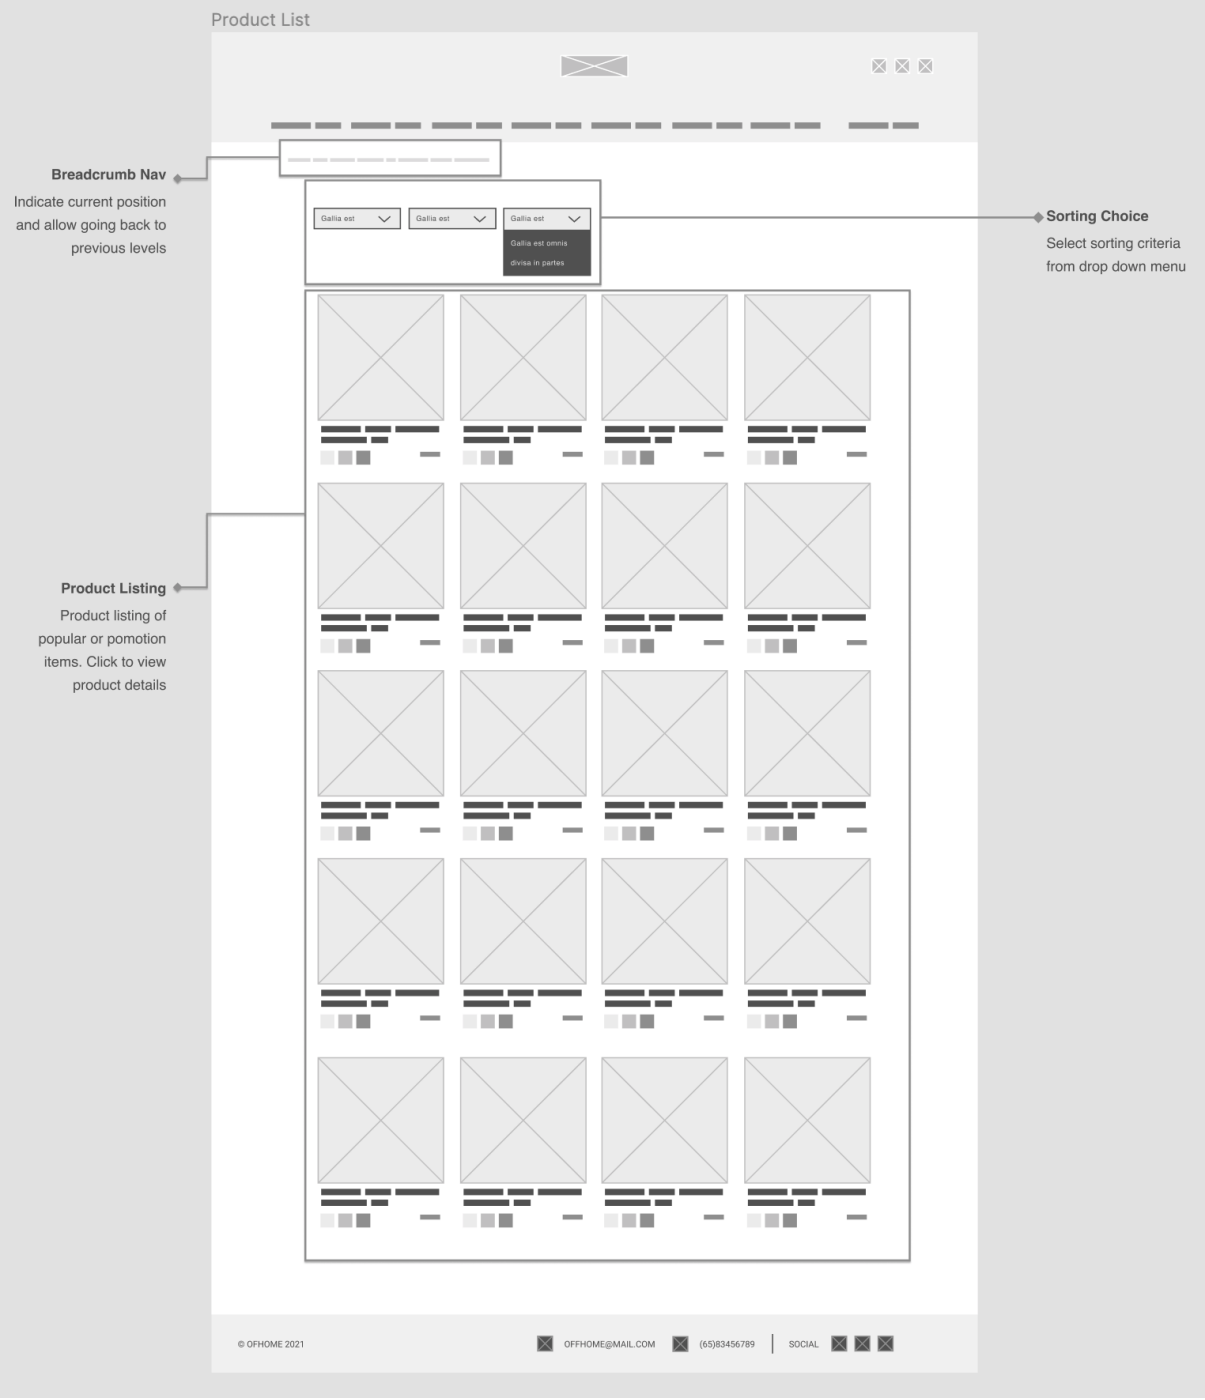 Product List
Breadcrumb Nav
Indicate current position
and allow going back to
previous levels
Gallia est
Gallia est
Gallia est
Gallia est omnia
divisa in partes
Sorting Choice
Select sorting criteria
from drop down menu
Product Listing
Product listing of
popular or pomotion
items. Click to view
product details
© OFHOME 2021
OFFHOME@MAIL.COM
(65)83456789
SOCIAL